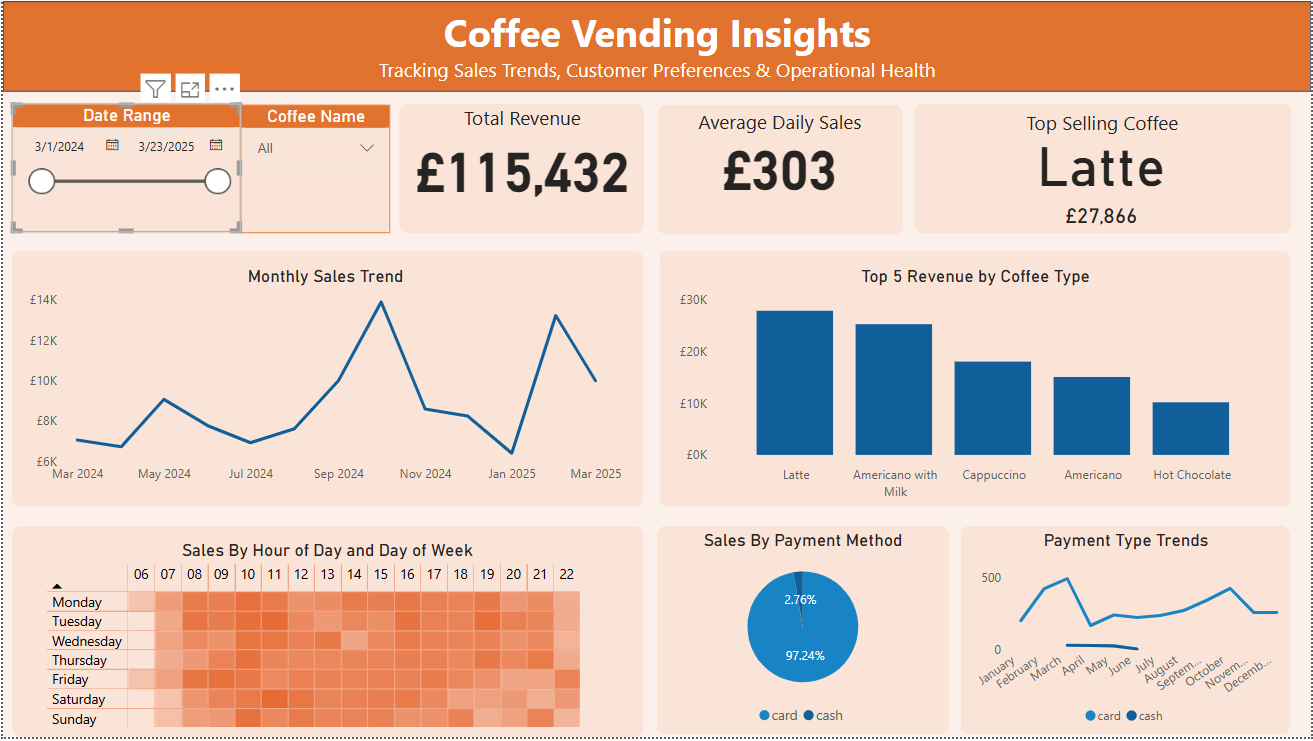 Coffee Vending Insights
Tracking Sales Trends, Customer Preferences & Operational Health
Date Range
3/1/2024 3/23/2025
Coffee Name
All
Total Revenue
£115,432
Average Daily Sales
£303
Top Selling Coffee
Latte
£27,866
Monthly Sales Trend
£14K
£12K
£10K
£8K
£6K
Mar 2024 May 2024 Jul 2024 Sep 2024 Nov 2024 Jan 2025 Mar 2025
Top 5 Revenue by Coffee Type
£30K
£20K
£10K
£0K
Latte Americano with Cappuccino Americano Hot Chocolate
Milk
Sales By Hour of Day and Day of Week
06 07 08 09 10 11 12 13 14 15 16 17 18 19 20 21 22
Monday
Tuesday
Wednesday
Thursday
Friday
Saturday
Sunday
Sales By Payment Method
2.76%
97.24%
card cash
Payment Type Trends
500
0
January February March April May June July August Septem... October Novem... Decemb...
card cash